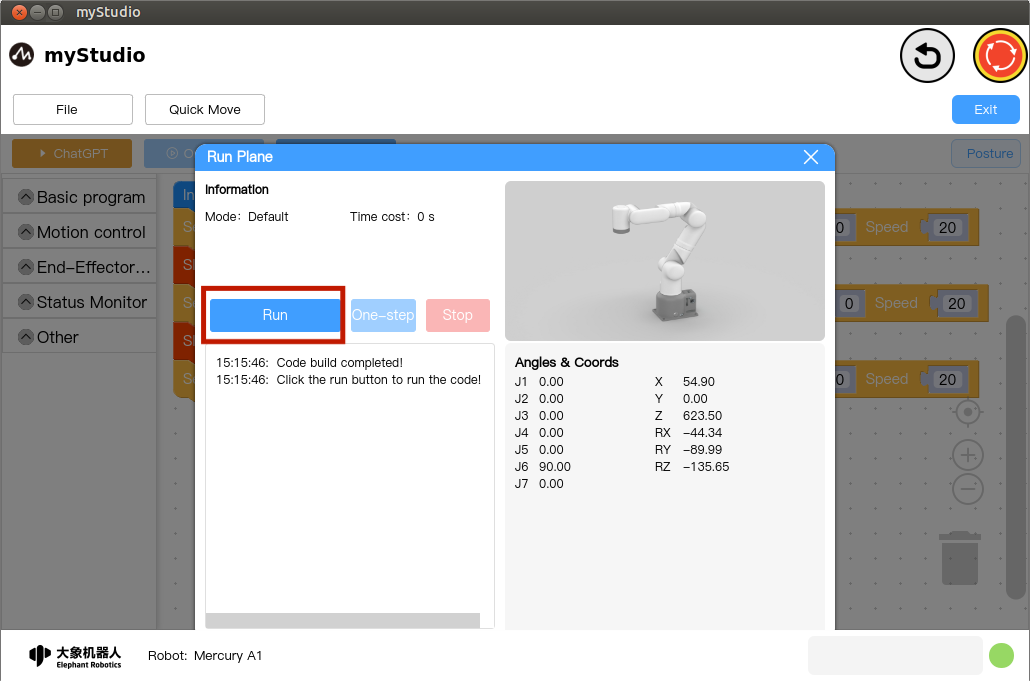 myStudio
myStudio
File
Quick Move
Exit
ChatGPT
Posture
Run Plane
Basic program
Motion control
End-Effector...
Status Monitor
Other
In
Information
Mode: Default
Time cost: 0 s
0 Speed 20
0 Speed 20
0 Speed 20
Run
One-step
Stop
15:15:46: Code build completed!
15:15:46: Click the run button to run the code!
Angles & Coords
J1 0.00 X 54.90
J2 0.00 Y 0.00
J3 0.00 Z 623.50
J4 0.00 RX -44.34
J5 0.00 RY -89.99
J6 90.00 RZ -135.65
J7 0.00
大象机器人
Elephant Robotics
Robot: Mercury A1